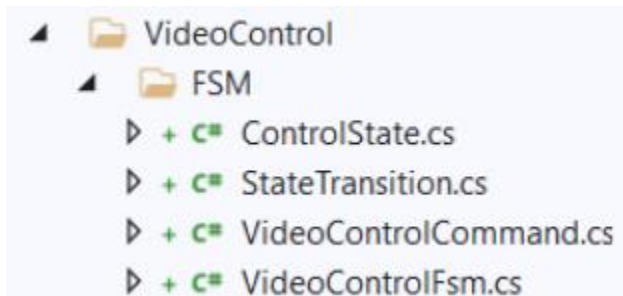 VideoControl
FSM
+ C# ControlState.cs
+ C# StateTransition.cs
+ C# VideoControlCommand.cs
+ C# VideoControlFsm.cs